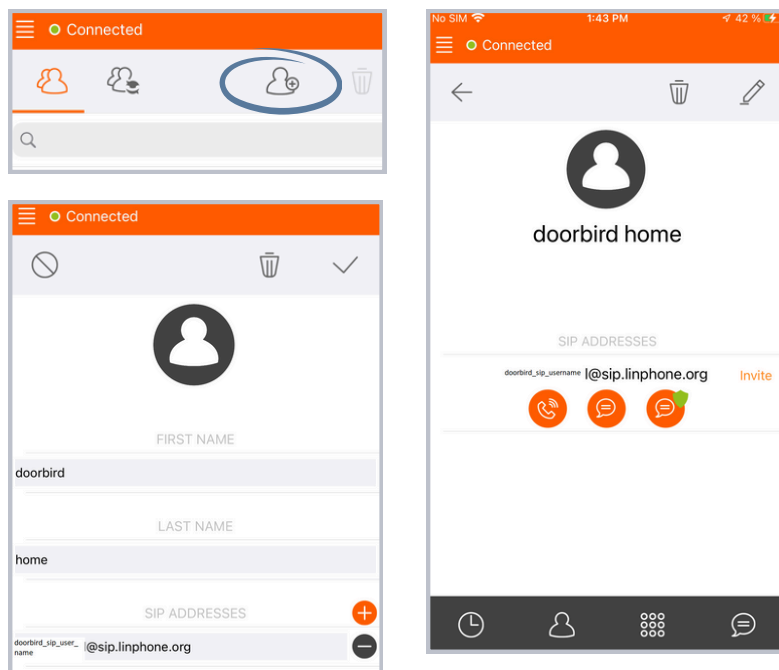 Connected
Connected
FIRST NAME
doorbird
LAST NAME
home
SIP ADDRESSES
doorbird_sip_user_
name
@sip.linphone.org
No SIM 1:43 PM 42 %
Connected
doorbird home
SIP ADDRESSES
doorbird_sip_username l@sip.linphone.org Invite